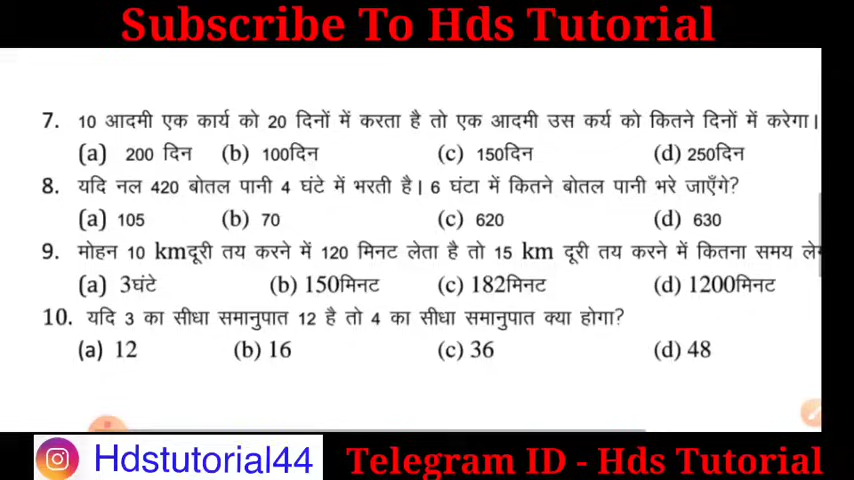 Subscribe To Hds Tutorial
7. 10 आदमी एक कार्य को 20 दिनों में करता है तो एक आदमी उस कर्य को कितने दिनों में करेगा।
(a) 200 दिन (b) 100दिन (c) 150दिन (d) 250दिन
8. यदि नल 420 बोतल पानी 4 घंटे में भरती है। 6 घंटा में कितने बोतल पानी भरे जाएँगे?
(a) 105 (b) 70 (c) 620 (d) 630
9. मोहन 10 kmदूरी तय करने में 120 मिनट लेता है तो 15 km दूरी तय करने में कितना समय
(a) 3घंटे (b) 150मिनट (c) 182मिनट (d) 1200मिनट
10. यदि 3 का सीधा समानुपात 12 है तो 4 का सीधा समानुपात क्या होगा?
(a) 12 (b) 16 (c) 36 (d) 48
Hdstutorial44 Telegram ID - Hds Tutorial